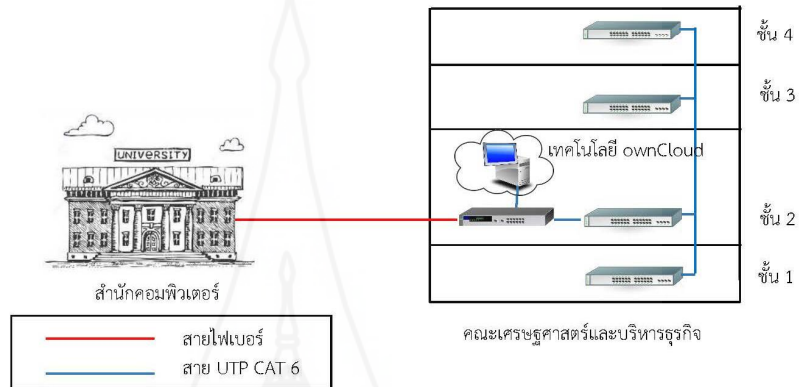 ชั้น 4
ชั้น 3
UNIVERSITY
เทคโนโลยี ownCloud
ชั้น 2
ชั้น 1
สำนักคอมพิวเตอร์
คณะเศรษฐศาสตร์และบริหารธุรกิจ
สายไฟเบอร์
สาย UTP CAT 6